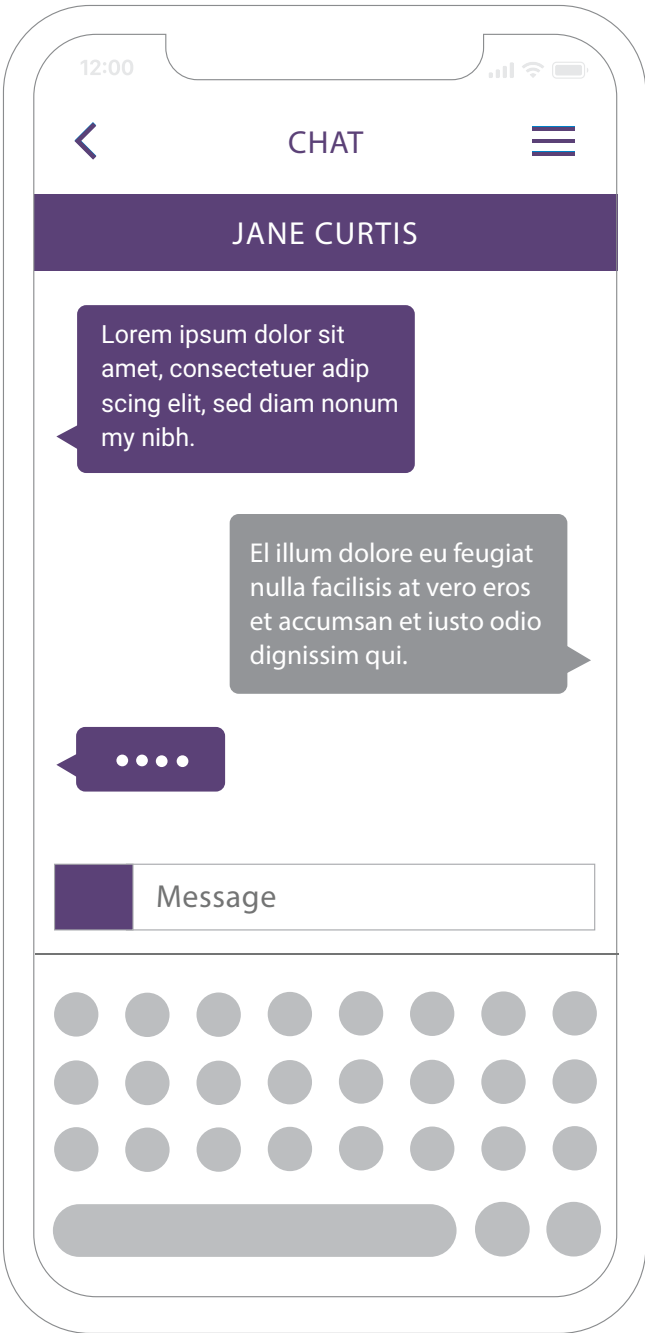 12:00
CHAT
JANE CURTIS
Lorem ipsum dolor sit
amet, consectetuer adip
scing elit, sed diam nonum
my nibh.
El illum dolore eu feugiat
nulla facilisis at vero eros
et accumsan et iusto odio
dignissim qui.
Message